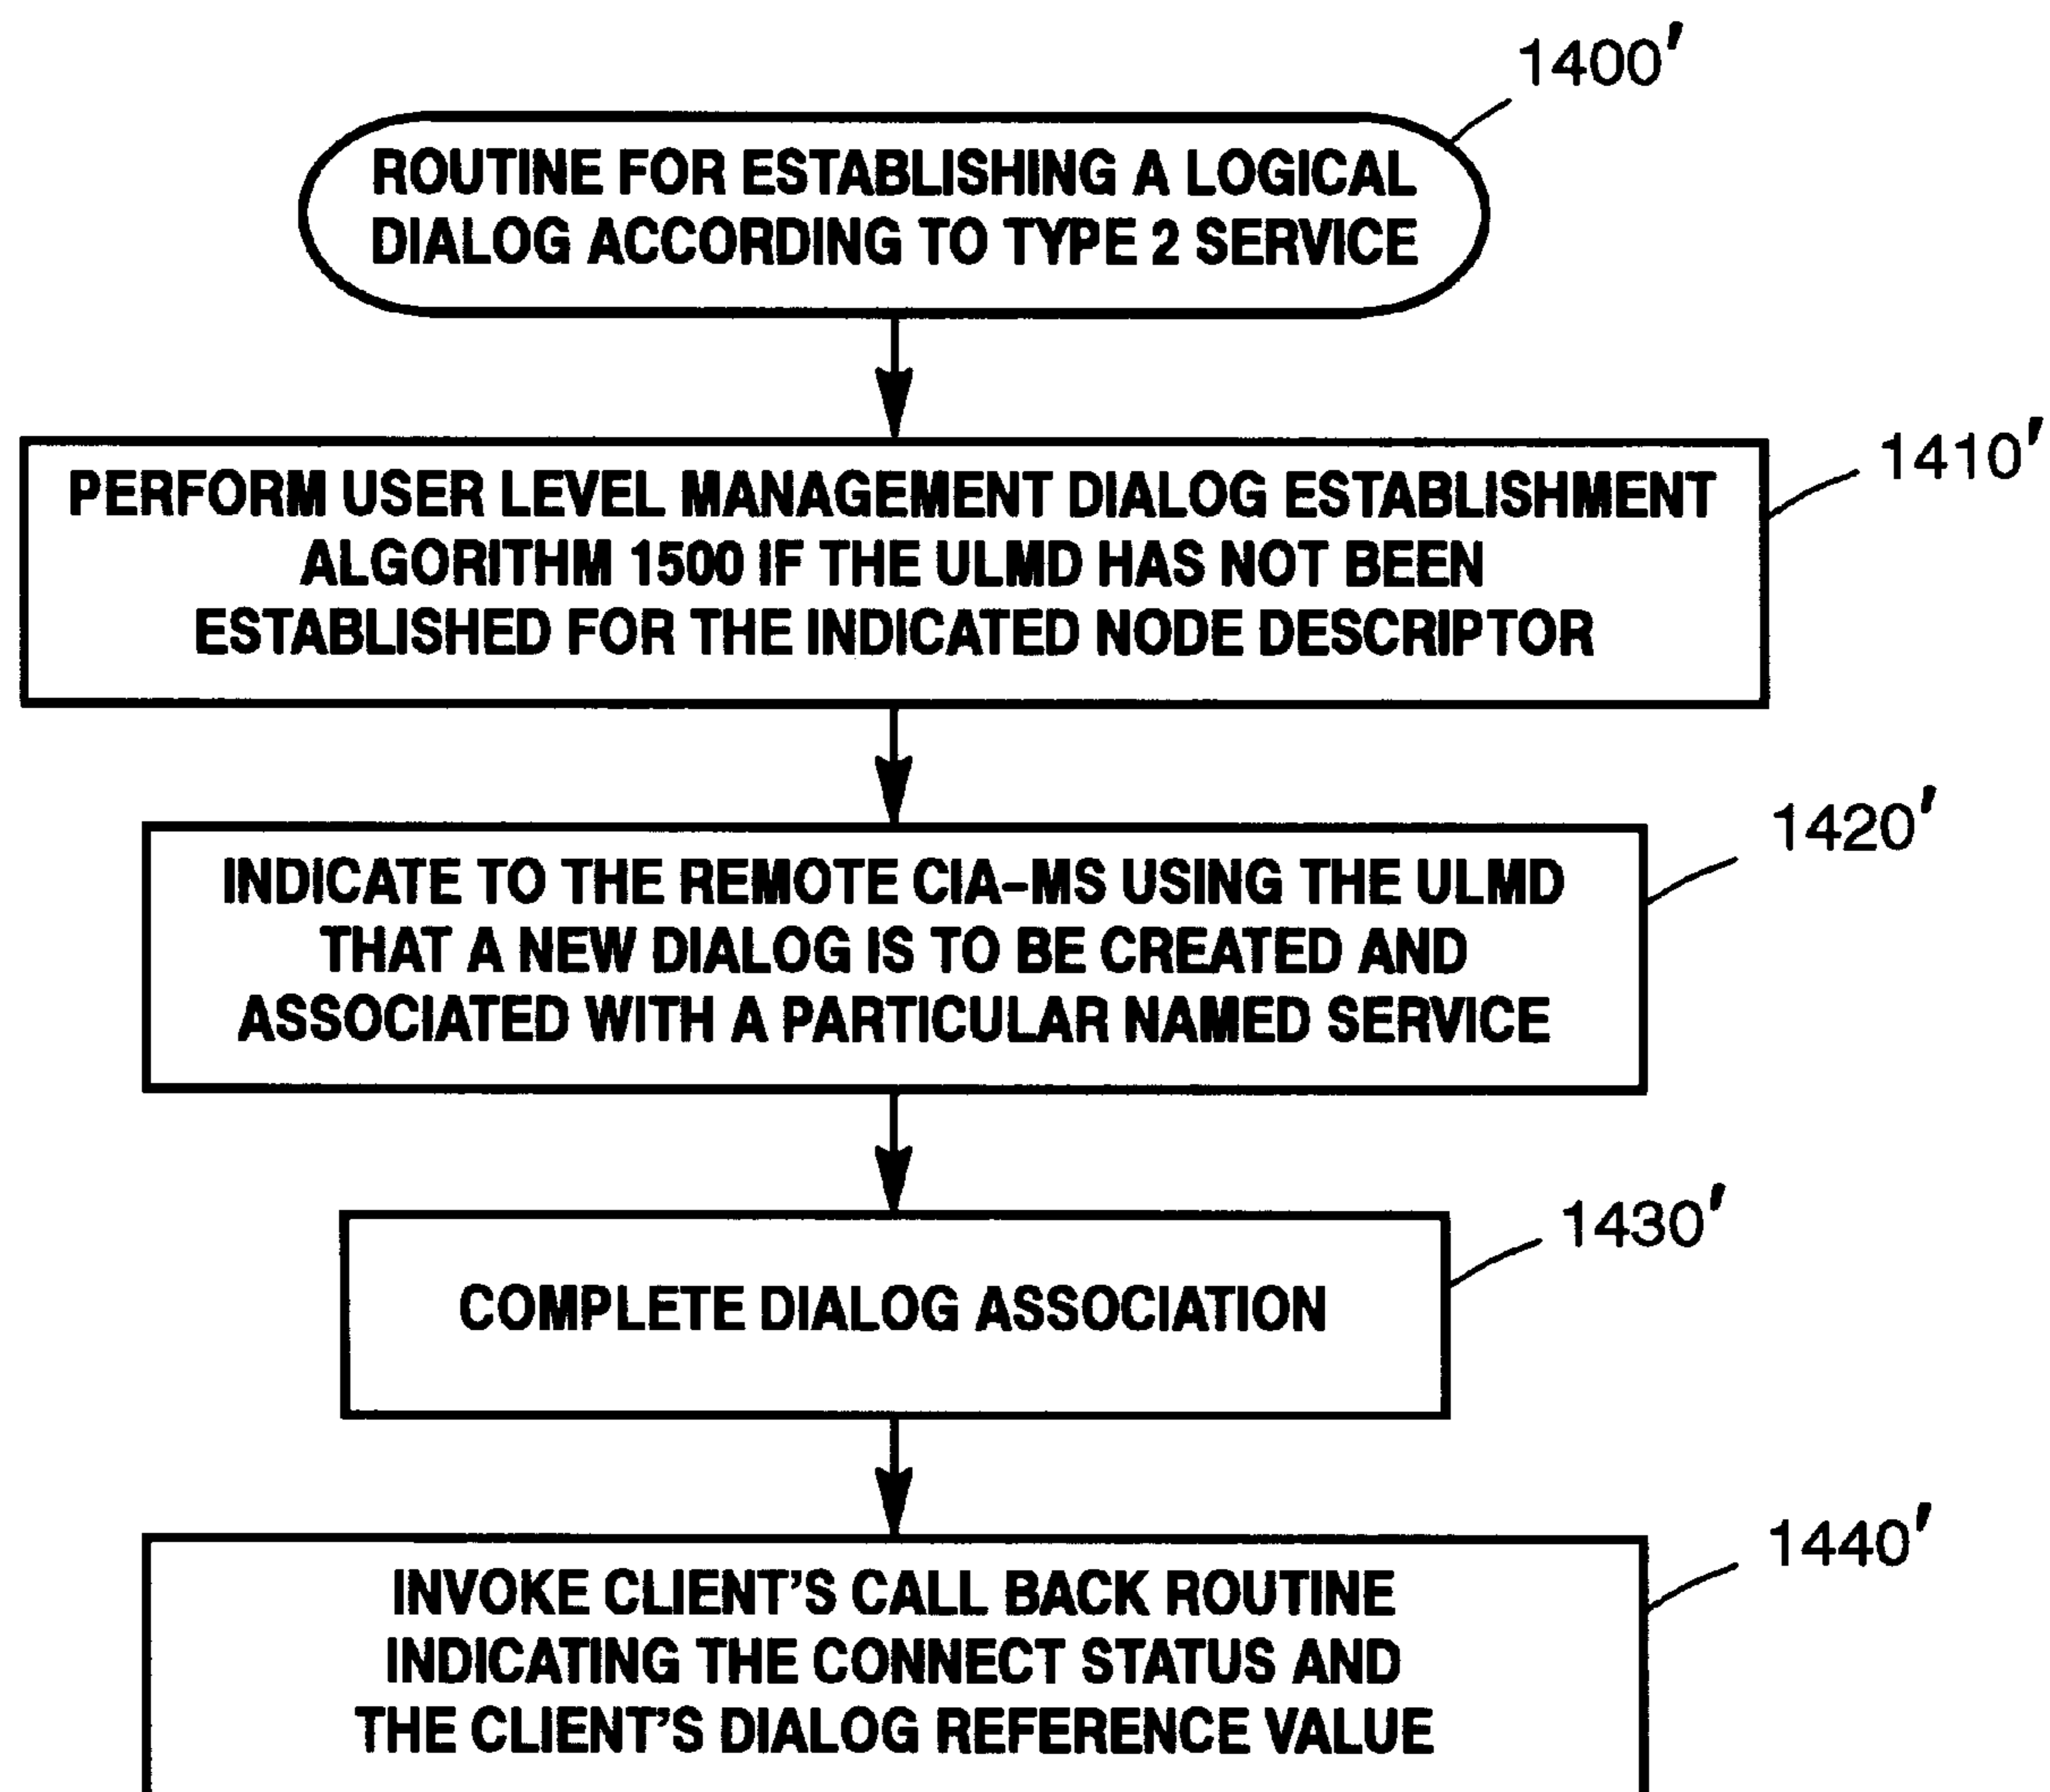 1400'
ROUTINE FOR ESTABLISHING A LOGICAL
DIALOG ACCORDING TO TYPE 2 SERVICE
1410'
PERFORM USER LEVEL MANAGEMENT DIALOG ESTABLISHMENT
ALGORITHM 1500 IF THE ULMD HAS NOT BEEN
ESTABLISHED FOR THE INDICATED NODE DESCRIPTOR
1420'
INDICATE TO THE REMOTE CIA-MS USING THE ULMD
THAT A NEW DIALOG IS TO BE CREATED AND
ASSOCIATED WITH A PARTICULAR NAMED SERVICE
1430'
COMPLETE DIALOG ASSOCIATION
1440'
INVOKE CLIENT'S CALL BACK ROUTINE
INDICATING THE CONNECT STATUS AND
THE CLIENT'S DIALOG REFERENCE VALUE